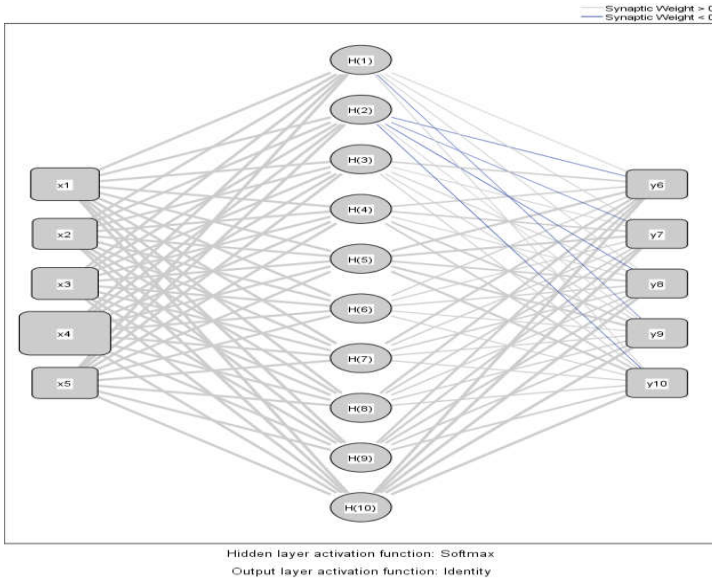 Synaptic Weight > 0
Synaptic Weight < 0
H(1)
H(2)
H(3)
H(4)
H(5)
H(6)
H(7)
H(8)
H(9)
H(10)
x1
x2
x3
x4
x5
y6
y7
y8
y9
y10
Hidden layer activation function: Softmax
Output layer activation function: Identity